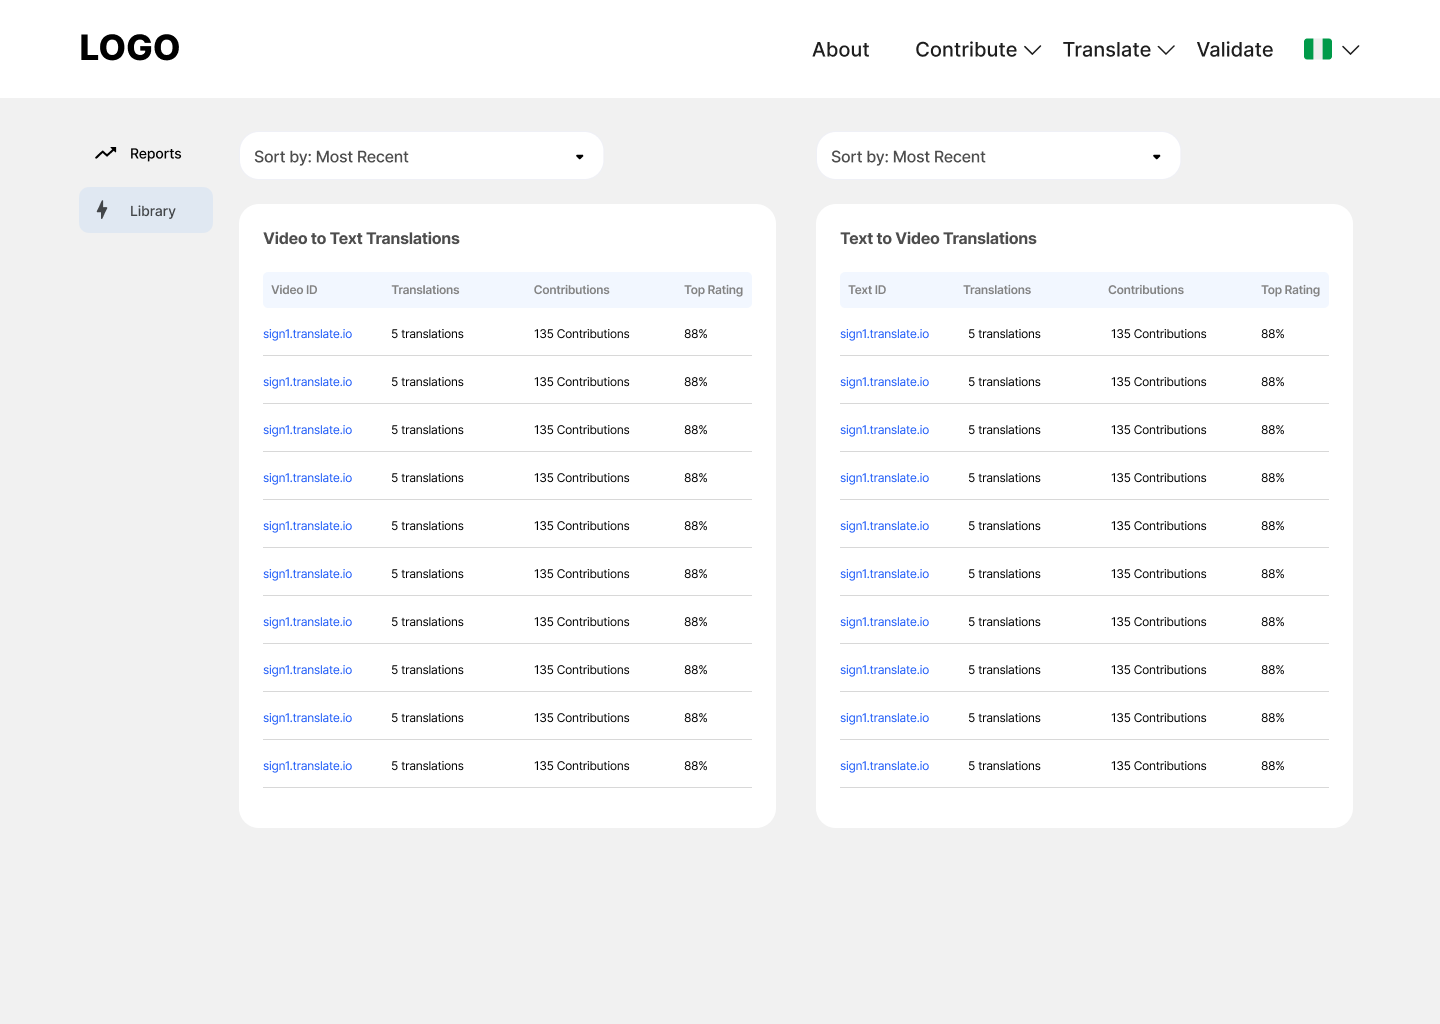 LOGO
About Contribute Translate Validate
Reports
Library
Sort by: Most Recent
Sort by: Most Recent
Video to Text Translations
Video ID Translations Contributions Top Rating
sign1.translate.io 5 translations 135 Contributions 88%
sign1.translate.io 5 translations 135 Contributions 88%
sign1.translate.io 5 translations 135 Contributions 88%
sign1.translate.io 5 translations 135 Contributions 88%
sign1.translate.io 5 translations 135 Contributions 88%
sign1.translate.io 5 translations 135 Contributions 88%
sign1.translate.io 5 translations 135 Contributions 88%
sign1.translate.io 5 translations 135 Contributions 88%
sign1.translate.io 5 translations 135 Contributions 88%
sign1.translate.io 5 translations 135 Contributions 88%
Text to Video Translations
Text ID Translations Contributions Top Rating
sign1.translate.io 5 translations 135 Contributions 88%
sign1.translate.io 5 translations 135 Contributions 88%
sign1.translate.io 5 translations 135 Contributions 88%
sign1.translate.io 5 translations 135 Contributions 88%
sign1.translate.io 5 translations 135 Contributions 88%
sign1.translate.io 5 translations 135 Contributions 88%
sign1.translate.io 5 translations 135 Contributions 88%
sign1.translate.io 5 translations 135 Contributions 88%
sign1.translate.io 5 translations 135 Contributions 88%
sign1.translate.io 5 translations 135 Contributions 88%